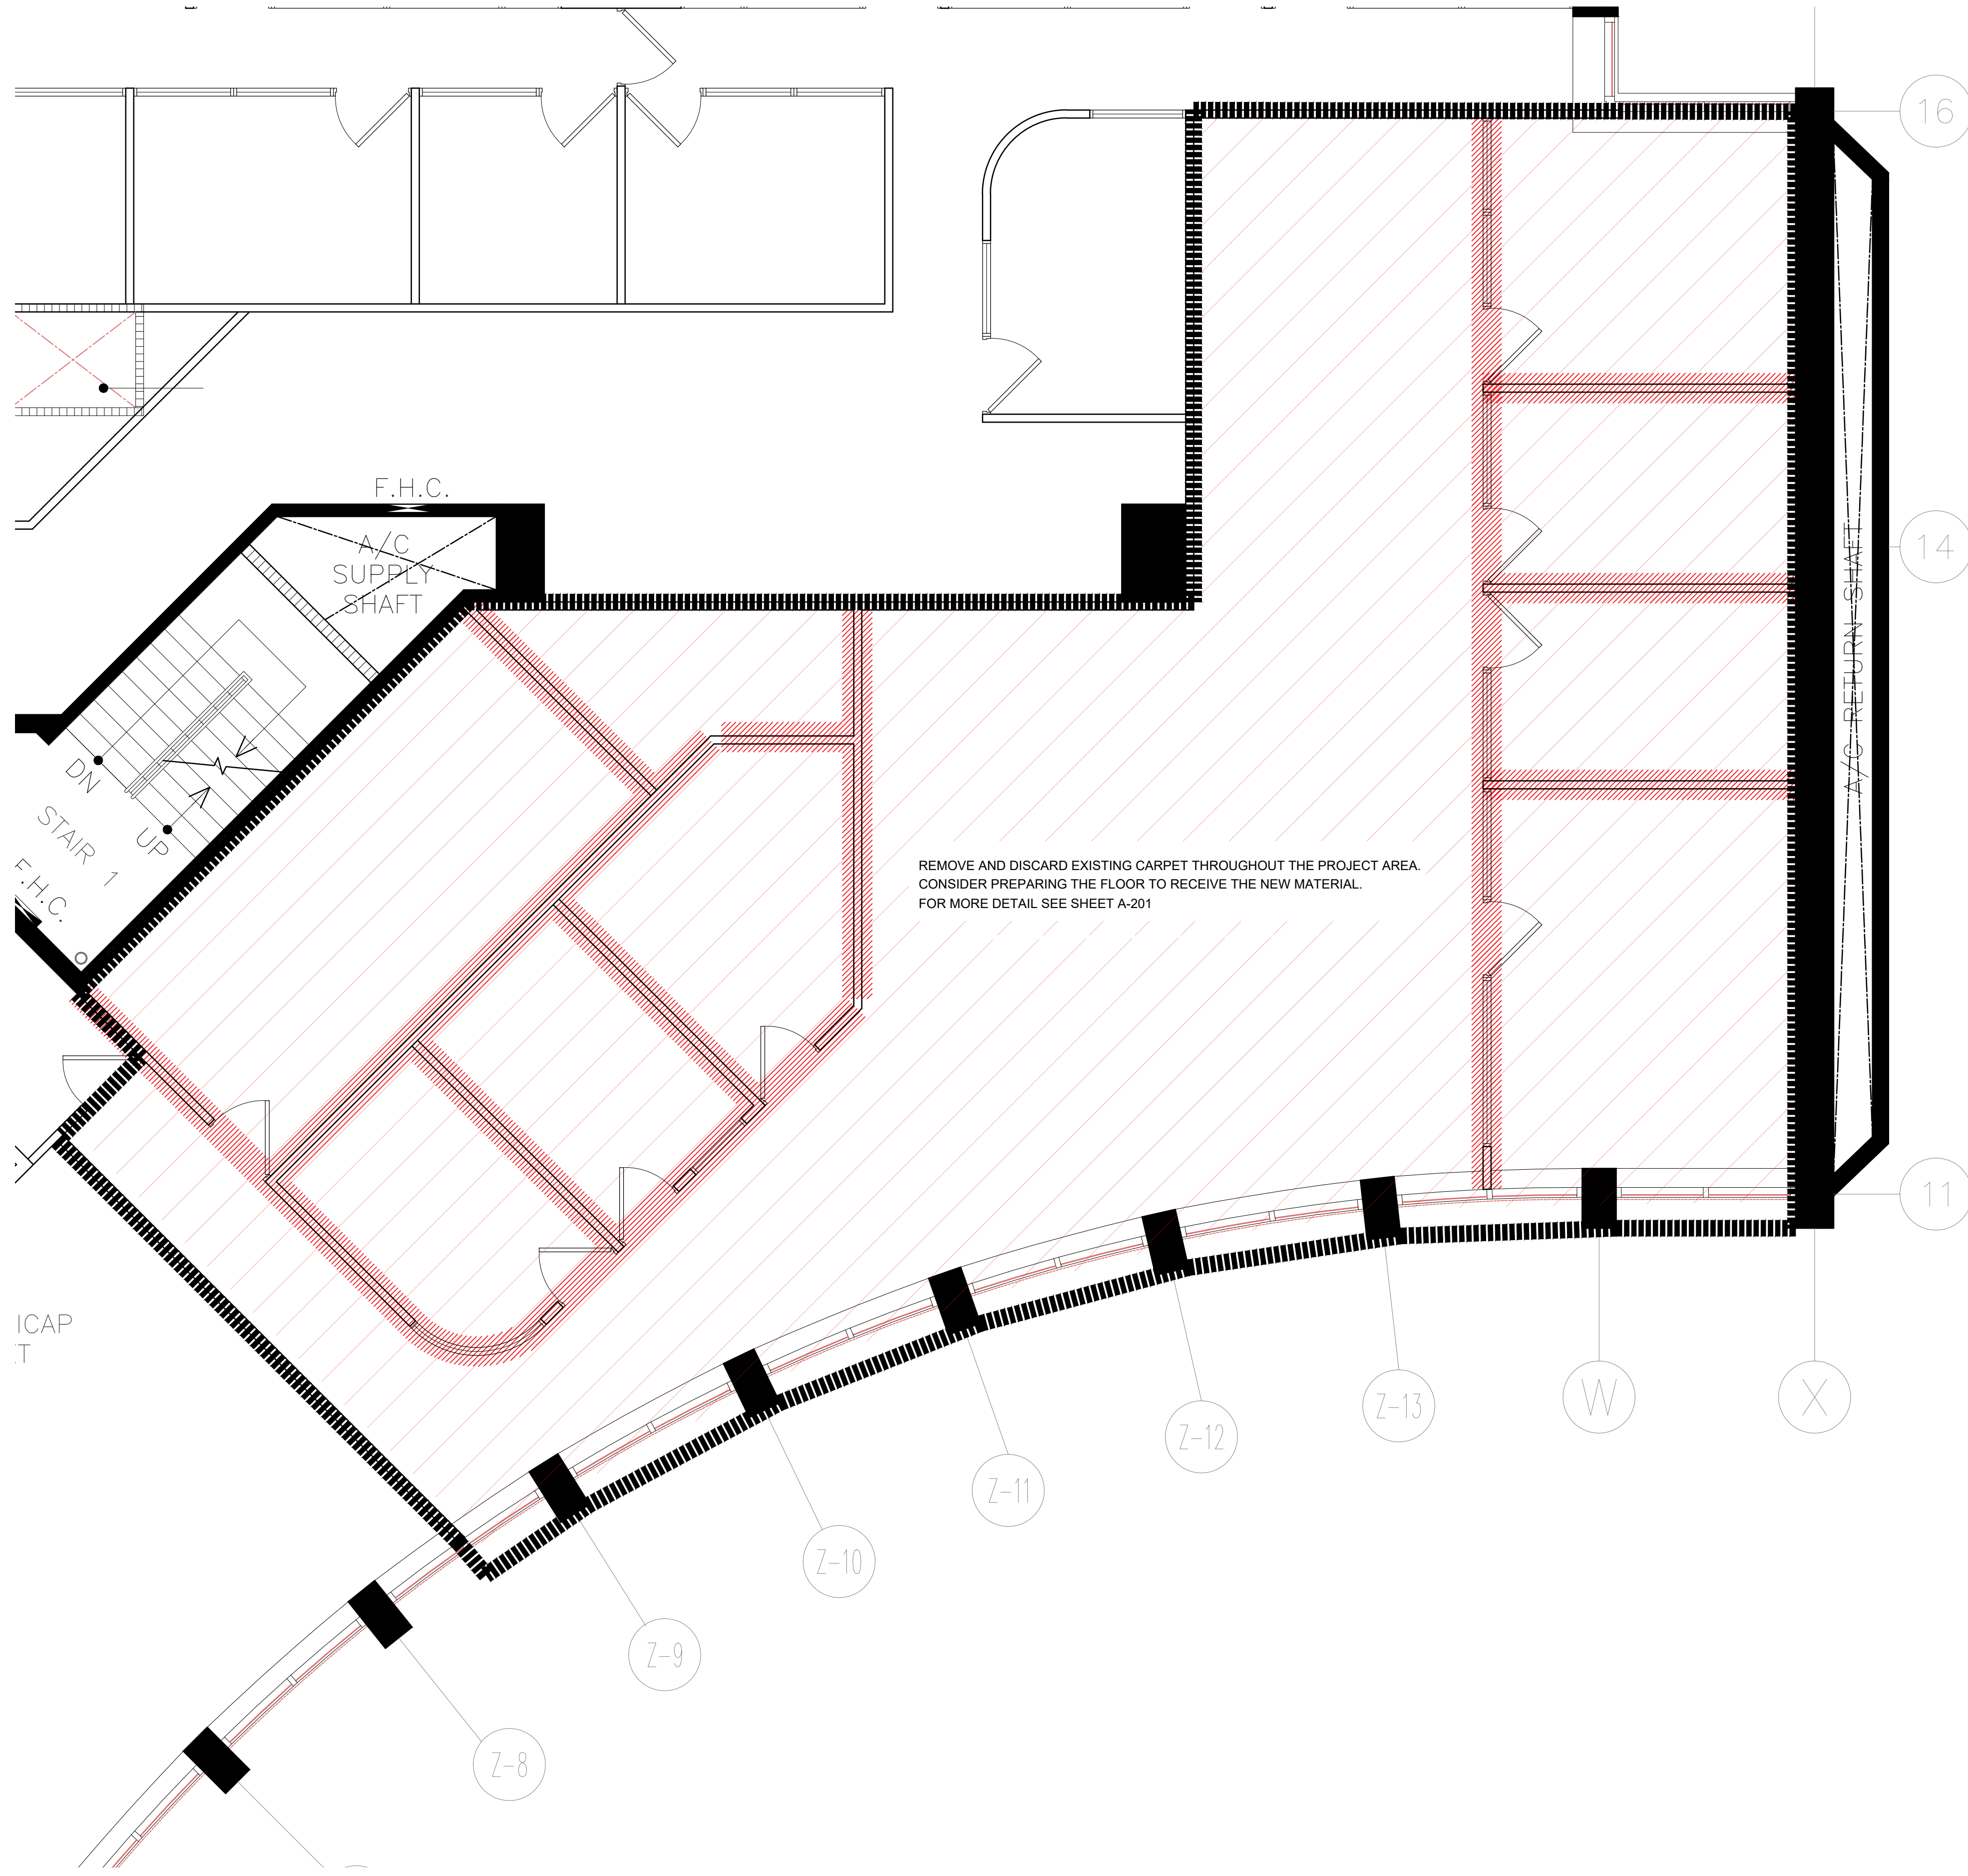 16
F.H.C.
A/C
SUPPLY
SHAFT
14
A/C RETURN SHAFT
DN
UP
STAIR 1
F.H.C.
REMOVE AND DISCARD EXISTING CARPET THROUGHOUT THE PROJECT AREA.
CONSIDER PREPARING THE FLOOR TO RECEIVE THE NEW MATERIAL.
FOR MORE DETAIL SEE SHEET A-201
11
ICAP
W
X
Z-13
Z-12
Z-11
Z-10
Z-9
Z-8